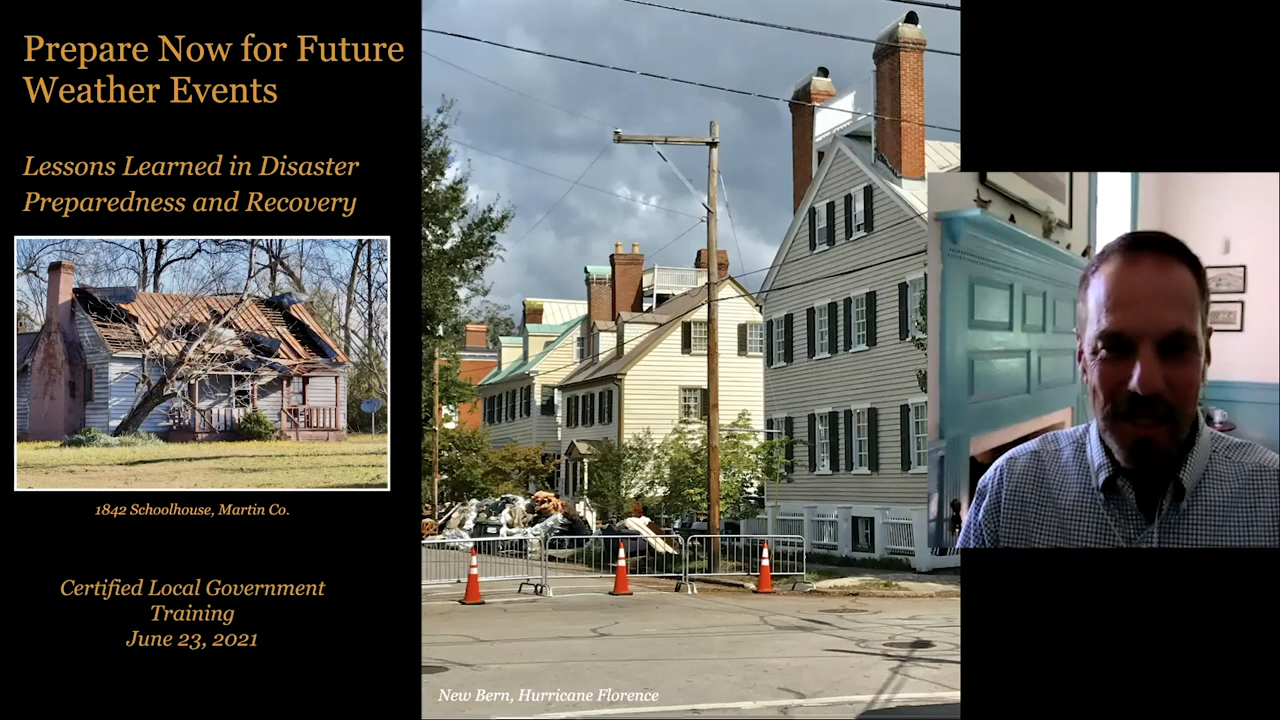 Prepare Now for Future
Weather Events
Lessons Learned in Disaster
Preparedness and Recovery
1842 Schoolhouse, Martin Co.
Certified Local Government
Training
June 23, 2021
New Bern, Hurricane Florence